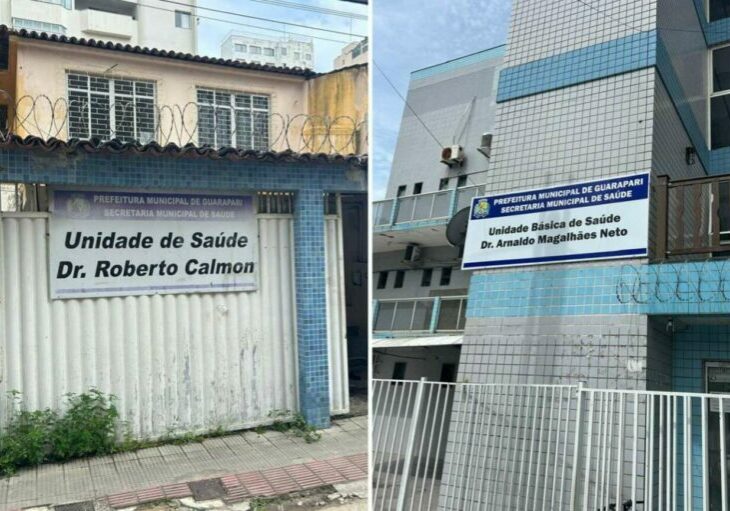 PREFEITURA MUNICIPAL DE GUARAPARI
SECRETARIA MUNICIPAL DE SAÚDE
Unidade de Saúde
Dr. Roberto Calmon
PREFEITURA MUNICIPAL DE GUARAPARI
SECRETARIA MUNICIPAL DE SAÚDE
Unidade Básica de Saúde
Dr. Arnaldo Magalhães Neto